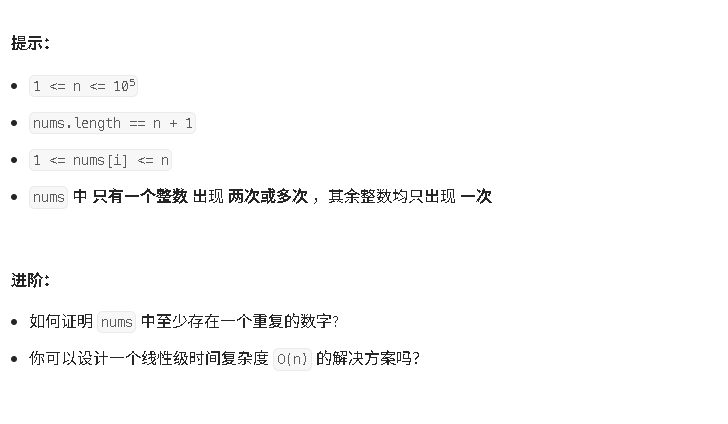 提示：
1 <= n <= 10⁵
nums.length == n + 1
1 <= nums[i] <= n
nums 中 只有一个整数 出现 两次或多次 ，其余整数均只出现 一次
进阶：
如何证明 nums 中至少存在一个重复的数字?
你可以设计一个线性级时间复杂度 O(n) 的解决方案吗？